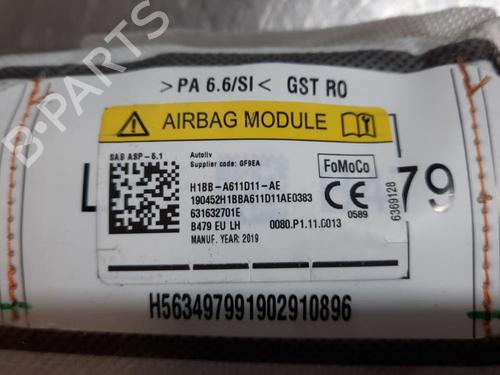 >PA 6.6/SI< GST RO
AIRBAG MODULE
SAB ASP - 6.1
Autoliv
Supplier code: GF9EA
FoMoCo
H1BB-A611D11-AE
190452H1BBA611D11AE0383
631632701E
B479 EU LH 0080.P1.11.G013
MANUF. YEAR: 2019
CE
0589
6369128
L
79
H563497991902910896
B-PARTS